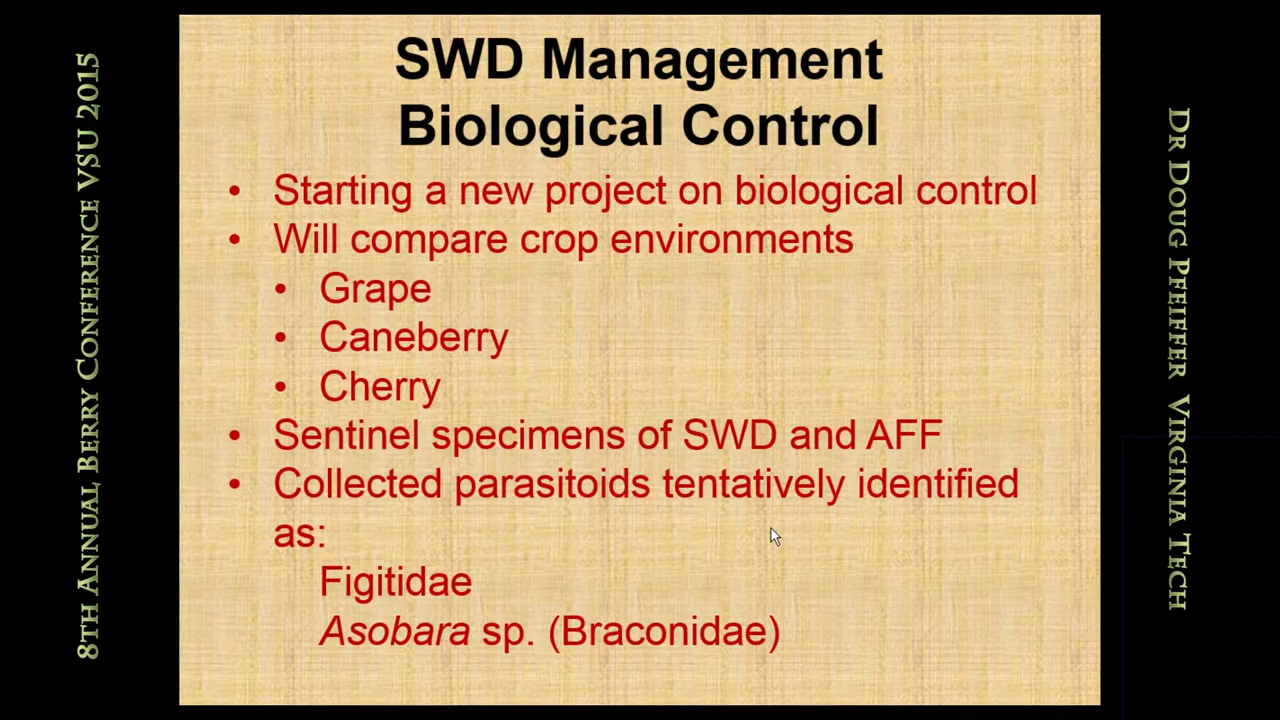 8TH ANNUAL BERRY CONFERENCE VSU 2015
SWD Management
Biological Control
• Starting a new project on biological control
• Will compare crop environments
• Grape
• Caneberry
• Cherry
• Sentinel specimens of SWD and AFF
• Collected parasitoids tentatively identified
as:
Figitidae
Asobara sp. (Braconidae)
DR DOUG PFEIFFER VIRGINIA TECH